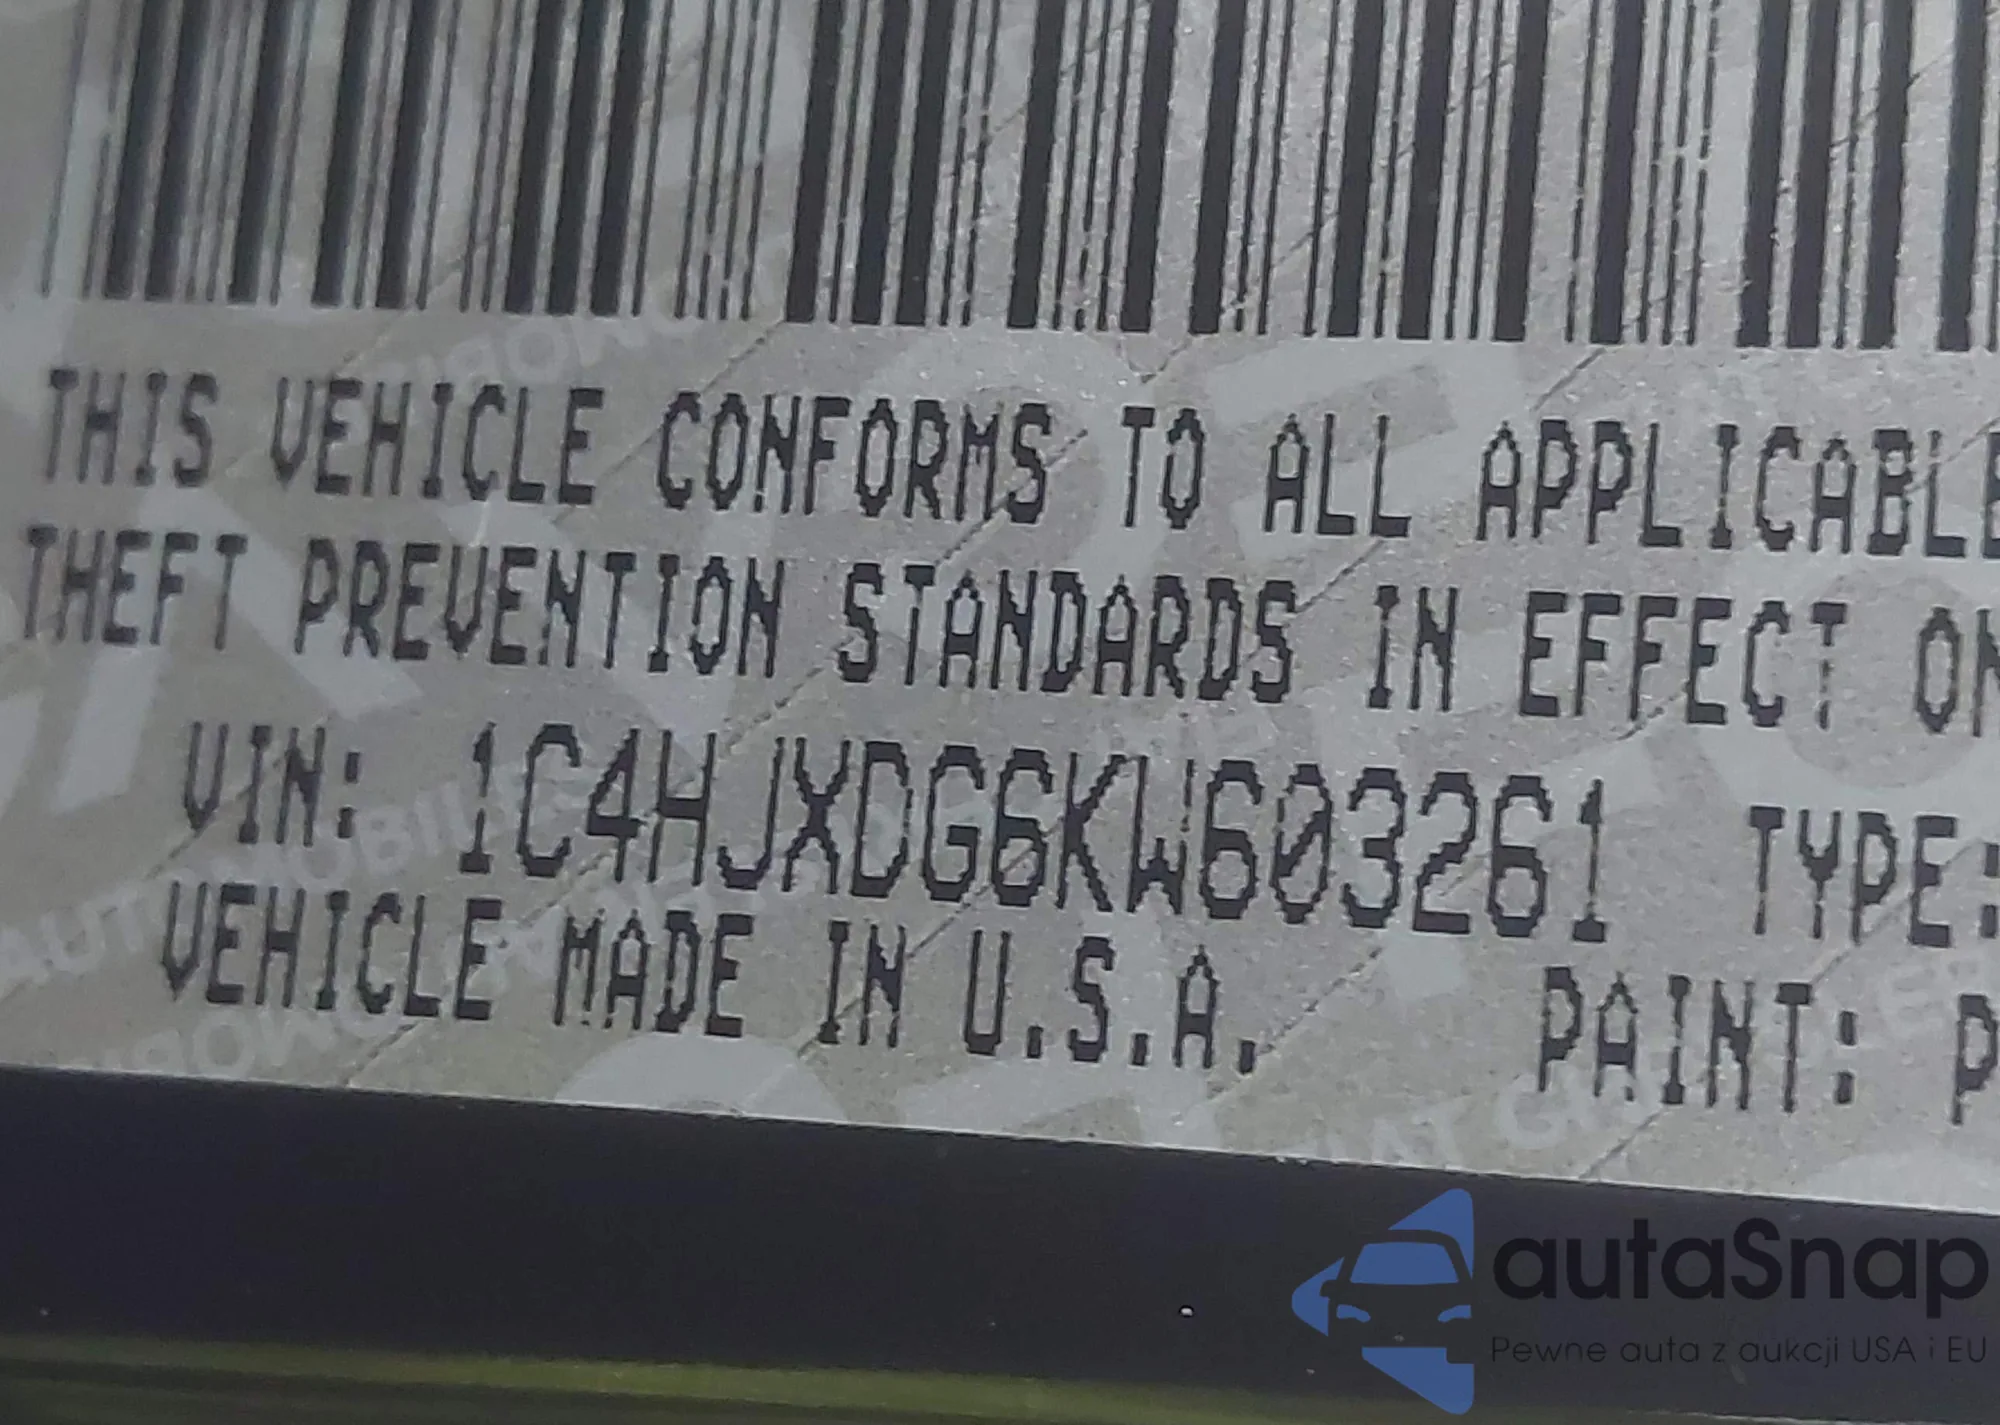 THIS VEHICLE CONFORMS TO ALL APPLICABLE
THEFT PREVENTION STANDARDS IN EFFECT ON
VIN: 1C4HJXDG6KW603261 TYPE:
VEHICLE MADE IN U.S.A. PAINT: P
autaSnap
Pewne auta z aukcji USA i EU